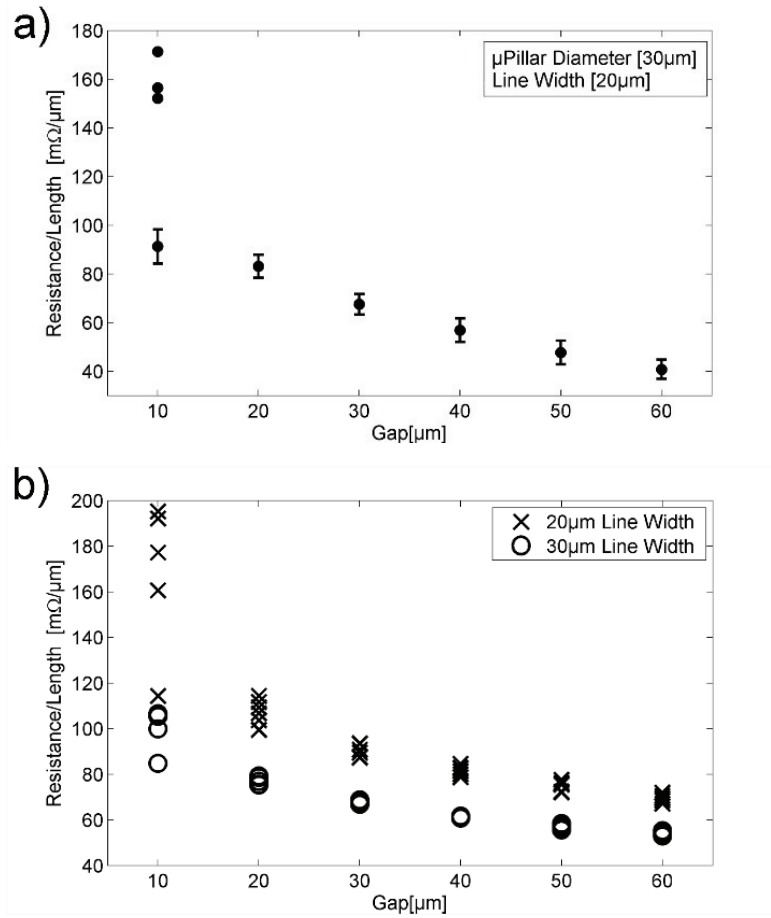 a)
µPillar Diameter [30µm]
Line Width [20µm]
Resistance/Length [mΩ/µm]
180
160
140
120
100
80
60
40
10 20 30 40 50 60
Gap[µm]
b)
20µm Line Width
30µm Line Width
Resistance/Length [mΩ/µm]
200
180
160
140
120
100
80
60
40
10 20 30 40 50 60
Gap[µm]